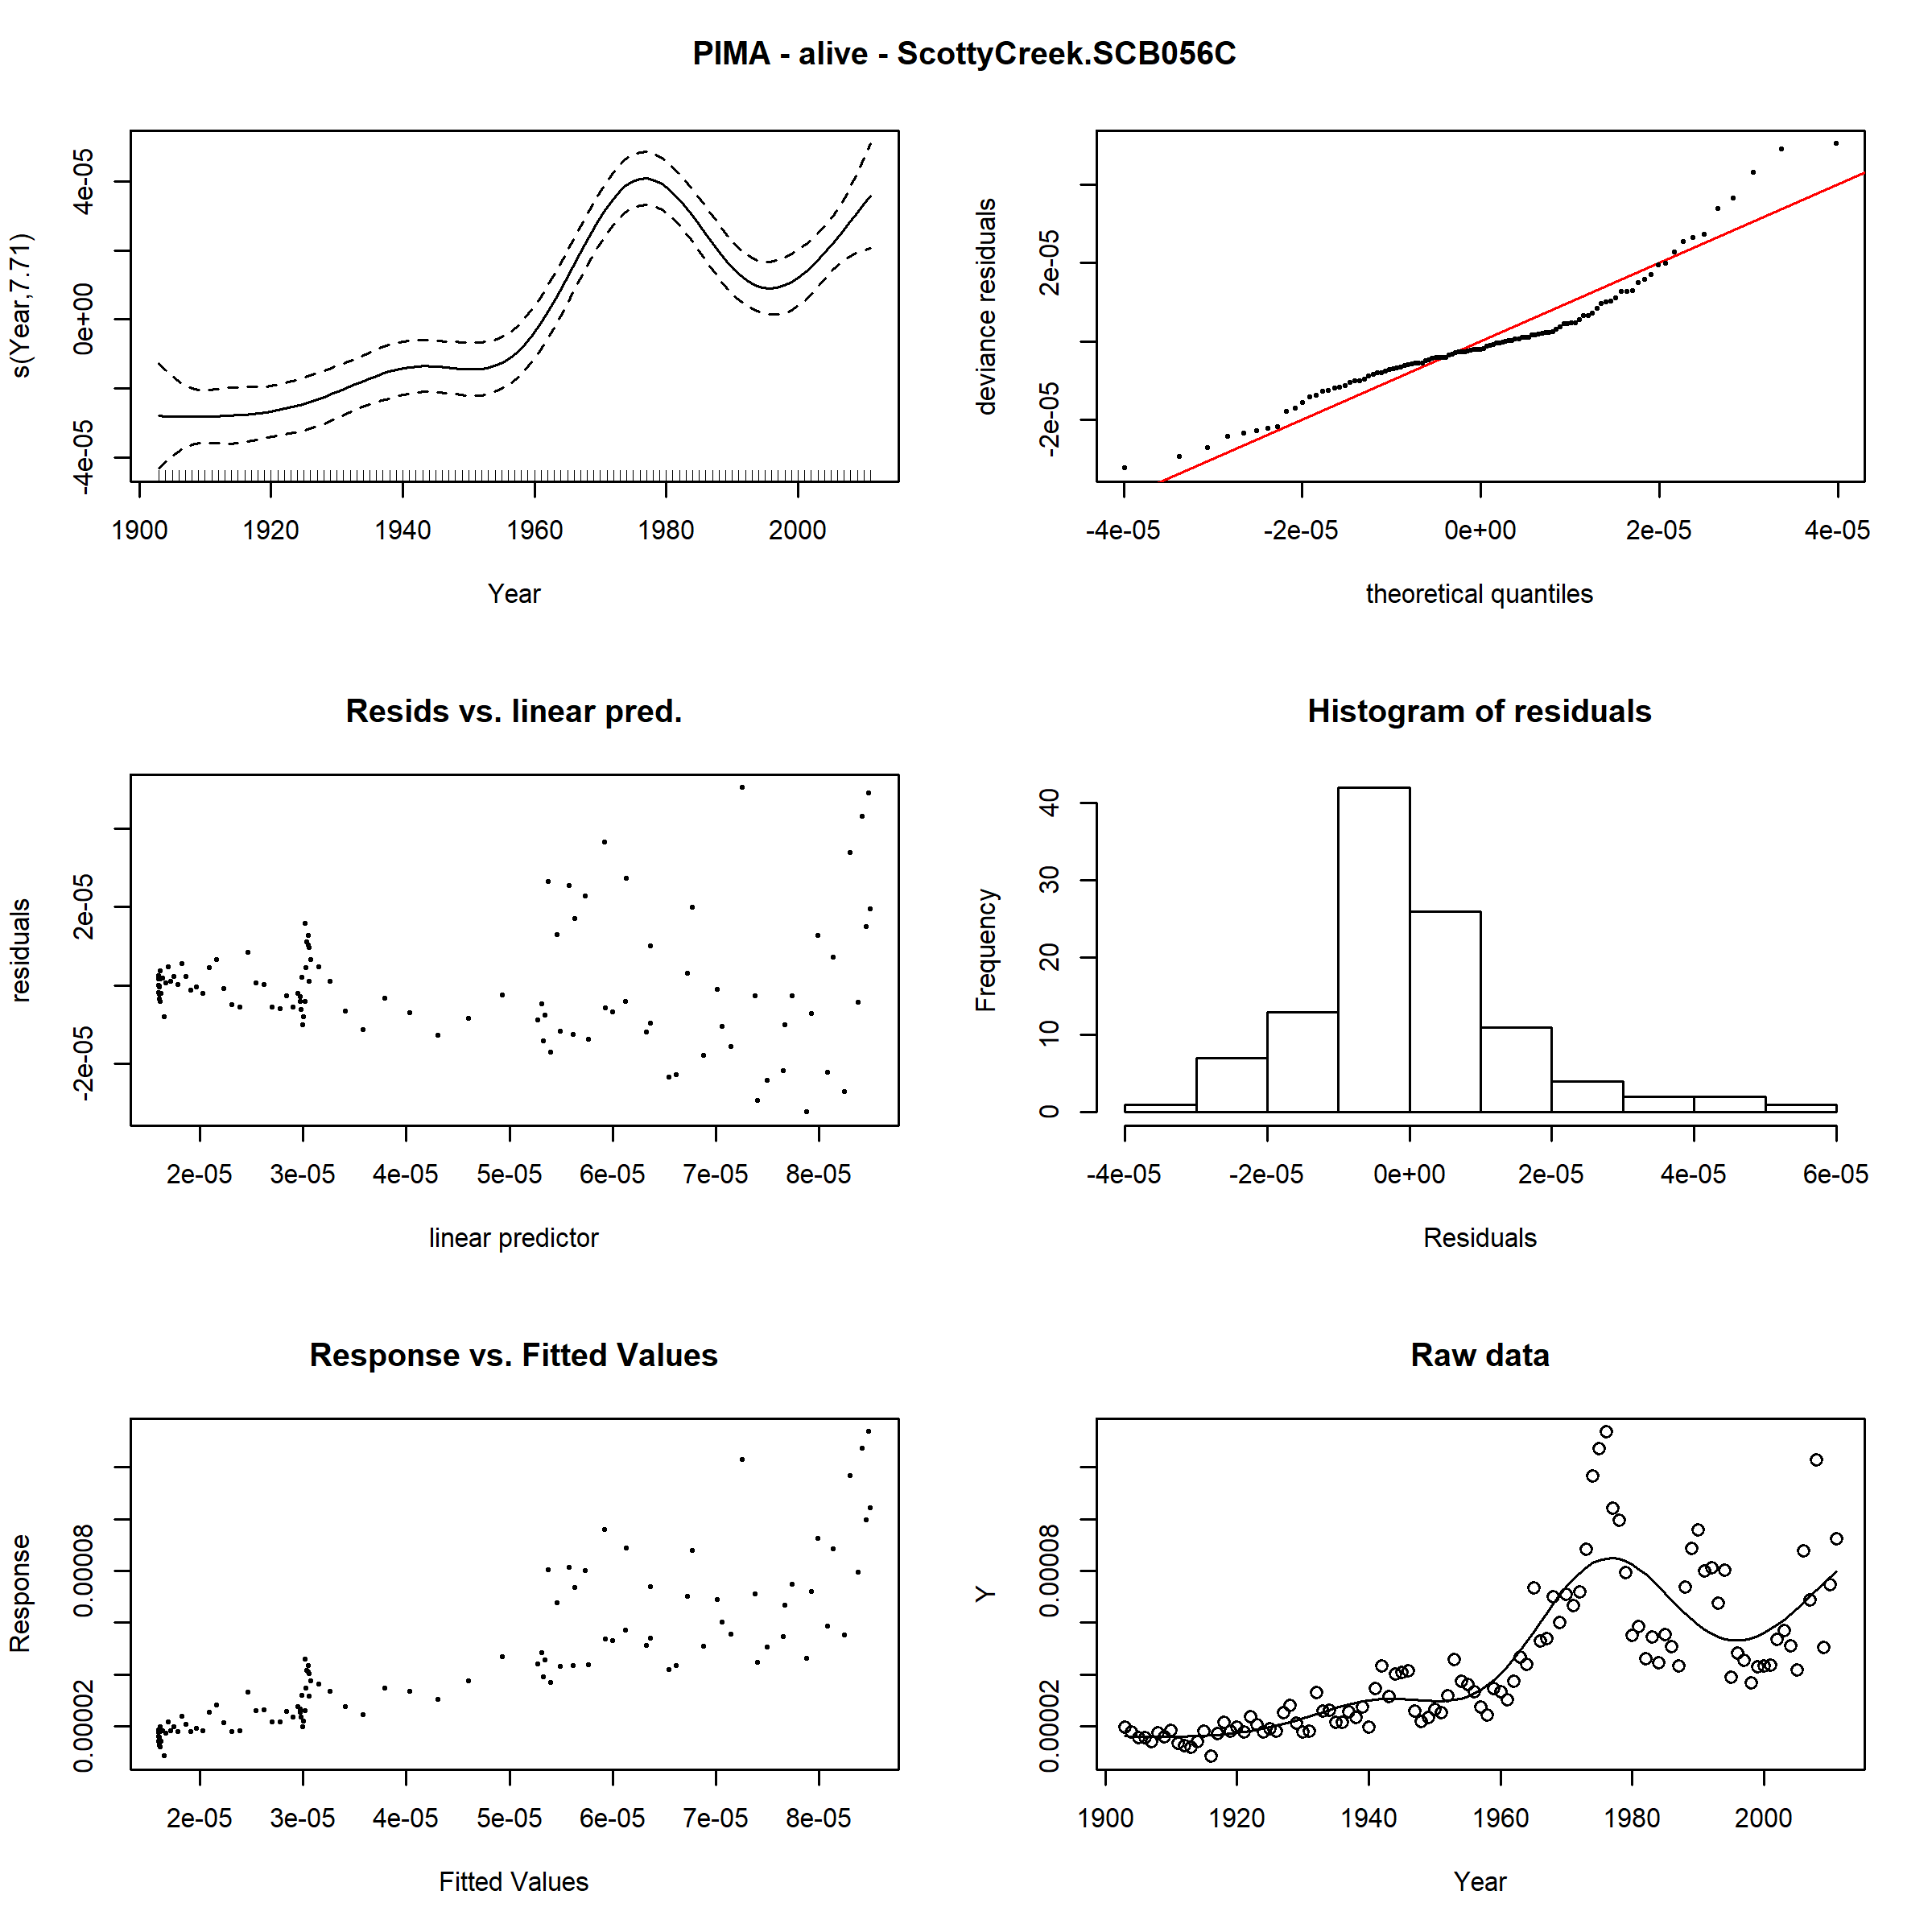 PIMA - alive - ScottyCreek.SCB056C
s(Year,7.71)
-4e-05 0e+00 4e-05
1900 1920 1940 1960 1980 2000
Year
deviance residuals
-2e-05 2e-05
-4e-05 -2e-05 0e+00 2e-05 4e-05
theoretical quantiles
Resids vs. linear pred.
residuals
-2e-05 2e-05
2e-05 3e-05 4e-05 5e-05 6e-05 7e-05 8e-05
linear predictor
Histogram of residuals
Frequency
0 10 20 30 40
-4e-05 -2e-05 0e+00 2e-05 4e-05 6e-05
Residuals
Response vs. Fitted Values
Response
0.00002 0.00008
2e-05 3e-05 4e-05 5e-05 6e-05 7e-05 8e-05
Fitted Values
Raw data
Y
0.00002 0.00008
1900 1920 1940 1960 1980 2000
Year